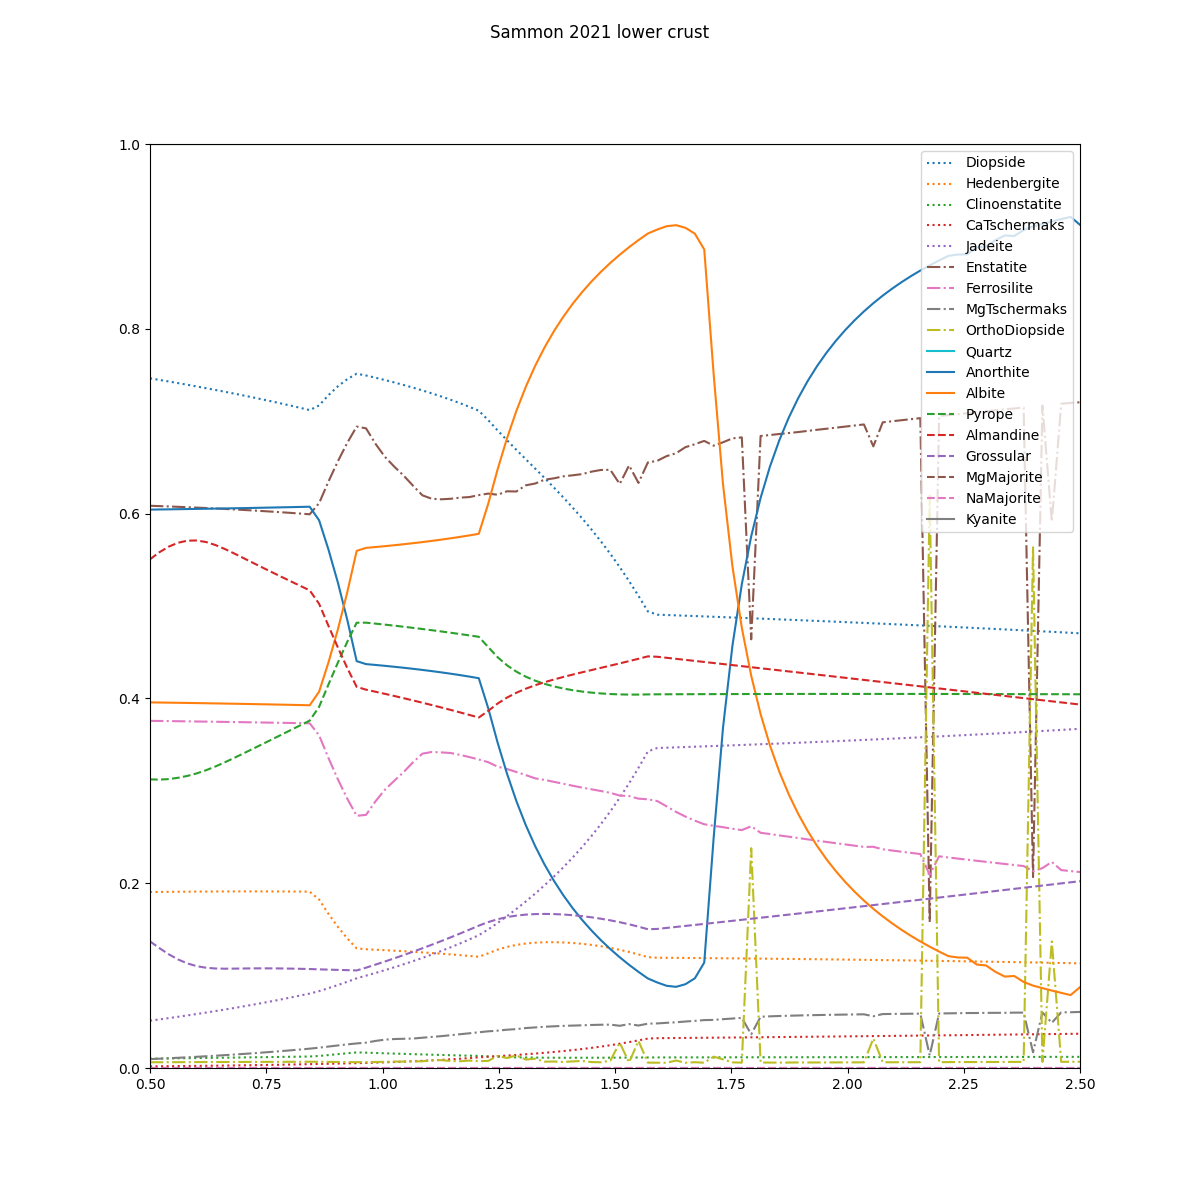 Sammon 2021 lower crust
1.0
0.8
0.6
0.4
0.2
0.0
0.50 0.75 1.00 1.25 1.50 1.75 2.00 2.25 2.50
Diopside
Hedenbergite
Clinoenstatite
CaTschermaks
Jadeite
Enstatite
Ferrosilite
MgTschermaks
OrthoDiopside
Quartz
Anorthite
Albite
Pyrope
Almandine
Grossular
MgMajorite
NaMajorite
Kyanite